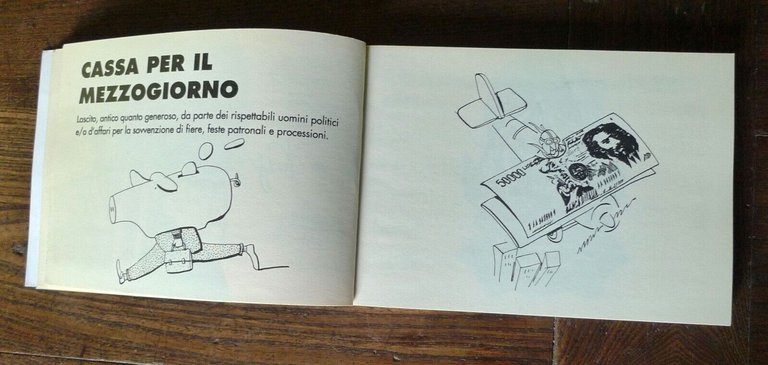 CASSA PER IL
MEZZOGIORNO
Lascito, antico quanto generoso, da parte dei rispettabili uomini politici
e/o d'affari per la sovvenzione di fiere, feste patronali e processioni.
50000